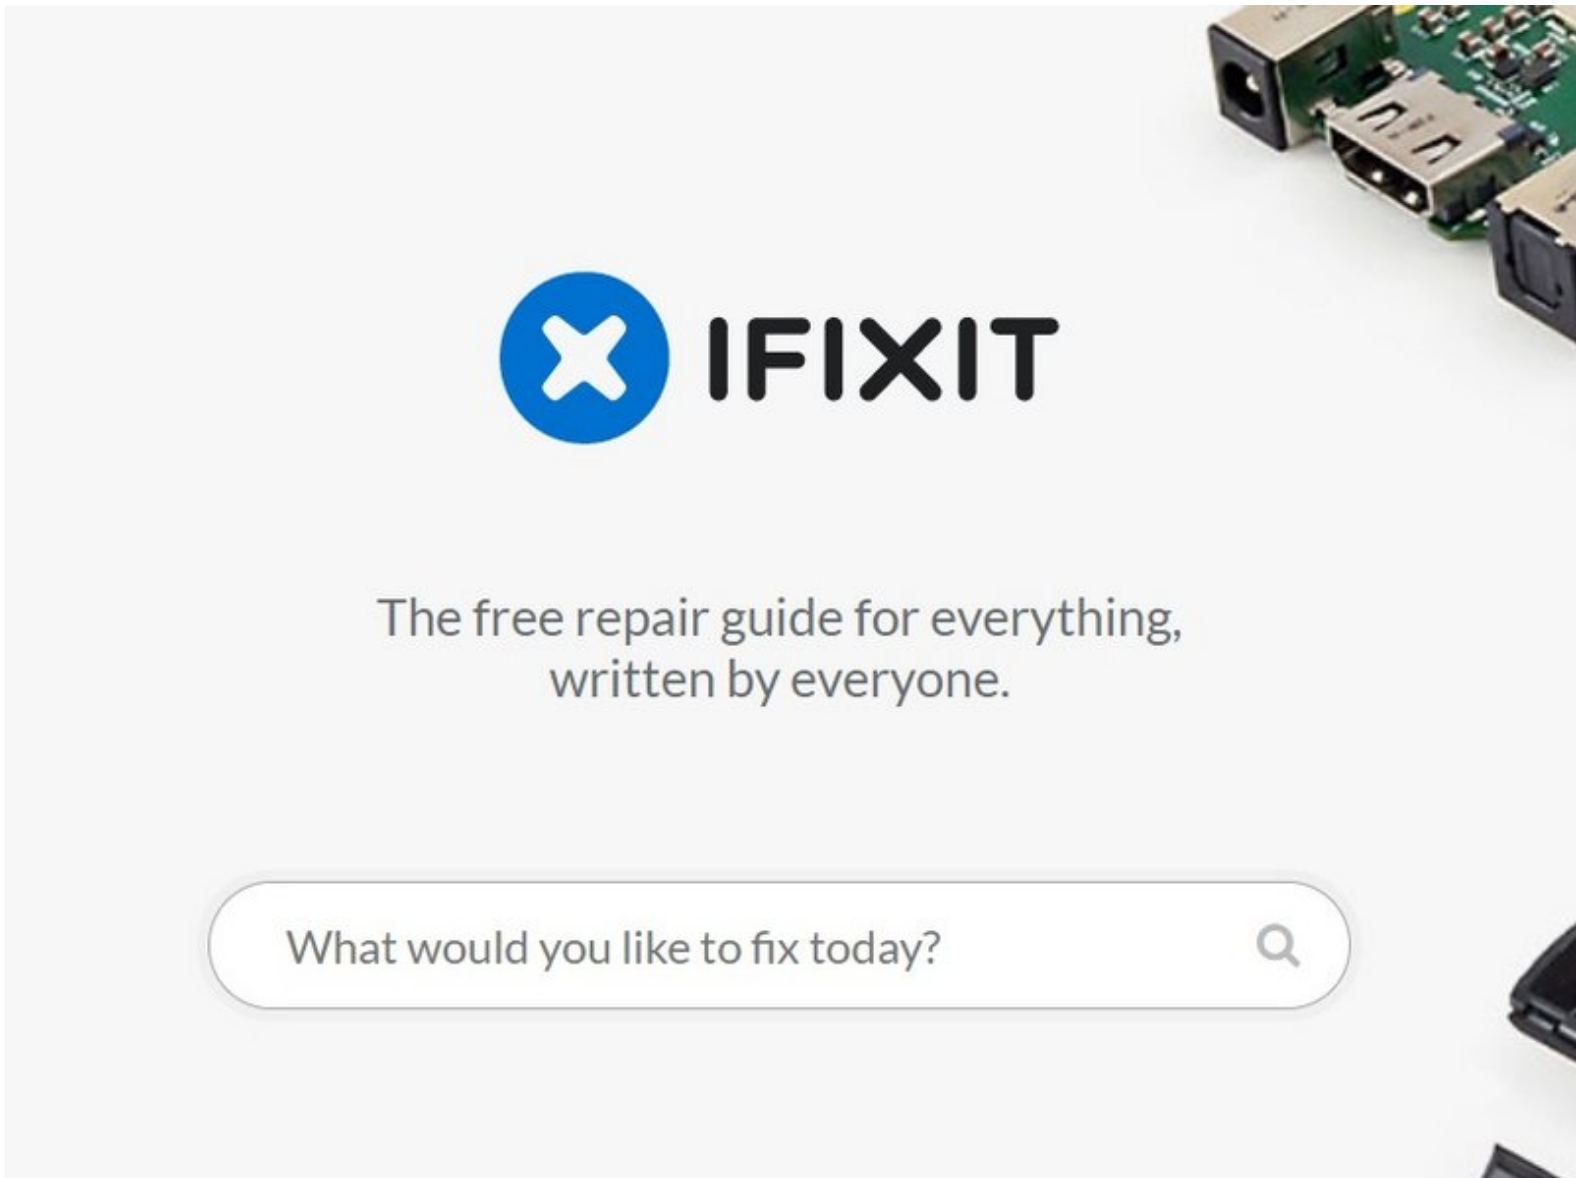 IFIXIT
The free repair guide for everything,
written by everyone.
What would you like to fix today?